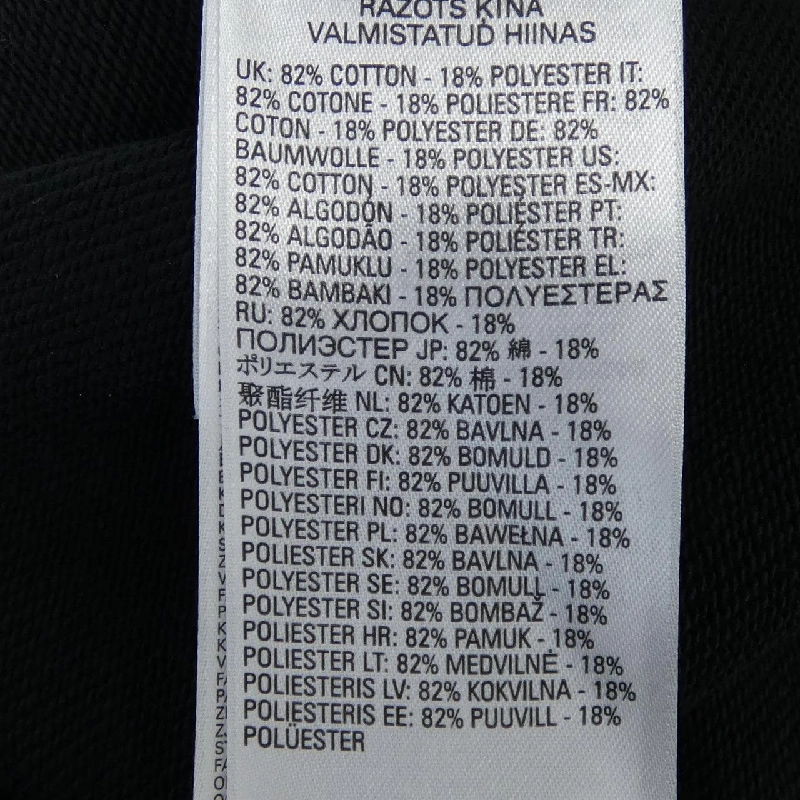 RAŽOTS ĶĪNĀ
VALMISTATUD HIINAS
UK: 82% COTTON - 18% POLYESTER IT:
82% COTONE - 18% POLIESTERE FR: 82%
COTON - 18% POLYESTER DE: 82%
BAUMWOLLE - 18% POLYESTER US:
82% COTTON - 18% POLYESTER ES-MX:
82% ALGODÓN - 18% POLIÉSTER PT:
82% ALGODÃO - 18% POLIÉSTER TR:
82% PAMUKLU - 18% POLYESTER EL:
82% ΒΑΜΒΑΚΙ - 18% ΠΟΛΥΕΣΤΕΡΑΣ
RU: 82% ХЛОПОК - 18%
ПОЛИЭСТЕР JP: 82% 綿 - 18%
ポリエステル CN: 82% 棉 - 18%
聚酯纤维 NL: 82% KATOEN - 18%
POLYESTER CZ: 82% BAVLNA - 18%
POLYESTER DK: 82% BOMULD - 18%
POLYESTER FI: 82% PUUVILLA - 18%
POLYESTERI NO: 82% BOMULL - 18%
POLYESTER PL: 82% BAWEŁNA - 18%
POLIESTER SK: 82% BAVLNA - 18%
POLYESTER SE: 82% BOMULL - 18%
POLYESTER SI: 82% BOMBAŽ - 18%
POLIESTER HR: 82% PAMUK - 18%
POLIESTER LT: 82% MEDVILNĖ - 18%
POLIESTERIS LV: 82% KOKVILNA - 18%
POLIESTERIS EE: 82% PUUVILL - 18%
POLÜESTER